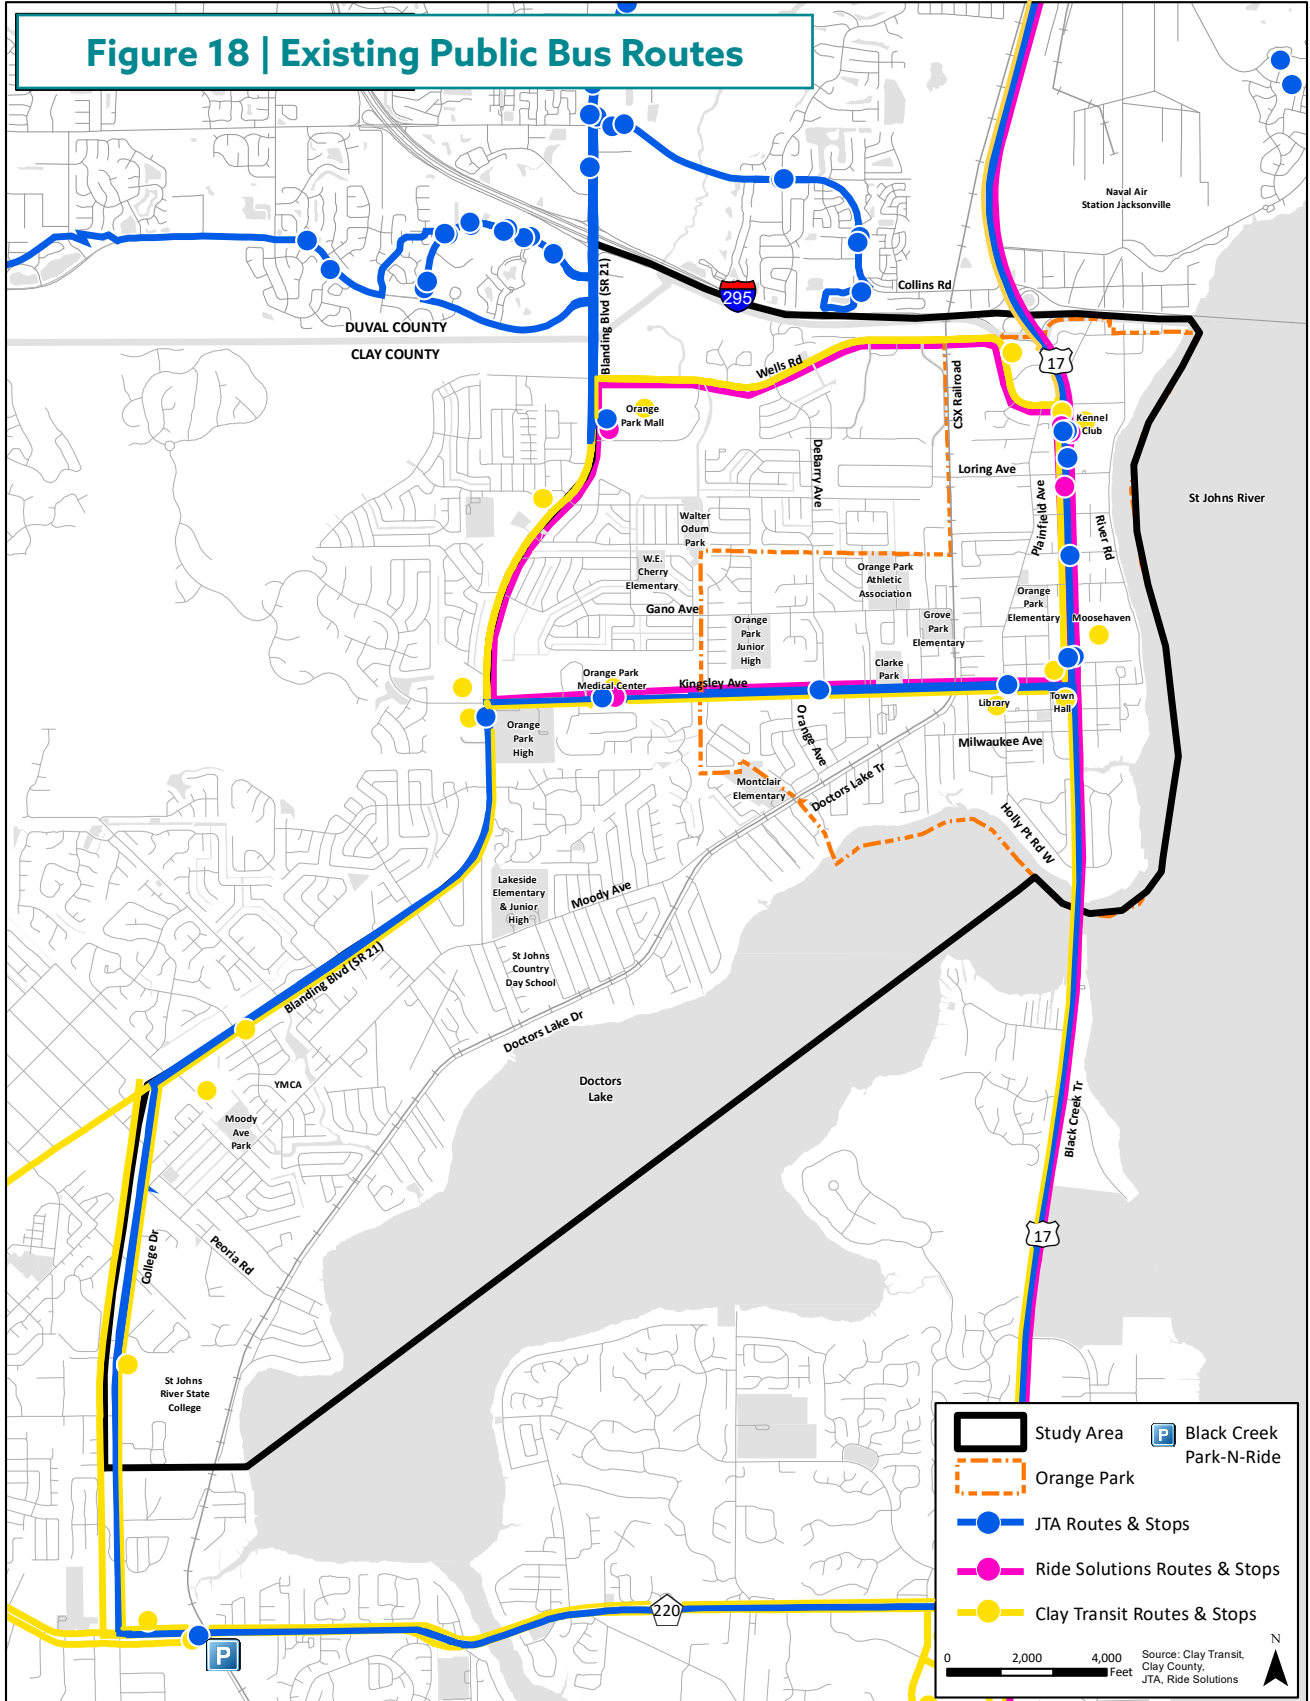 Figure 18 | Existing Public Bus Routes
Naval Air
Station Jacksonville
Blanding Blvd (SR 21)
295
Collins Rd
DUVAL COUNTY
CLAY COUNTY
17
Wells Rd
CSX Railroad
Orange
Park Mall
Kennel
Club
DeBarry Ave
Loring Ave
Plainfield Ave
St Johns River
River Rd
Walter
Odum
Park
W.E.
Cherry
Elementary
Orange Park
Athletic
Association
Orange
Park
Elementary
Gano Ave
Orange
Park
Junior
High
Grove
Park
Elementary
Moosehaven
Clarke
Park
Orange Park
Medical Center
Kingsley Ave
Library
Town
Hall
Orange
Park
High
Orange Ave
Milwaukee Ave
Montclair
Elementary
Doctors Lake Tr
Holly Pt Rd W
Lakeside
Elementary
& Junior
High
Moody Ave
St Johns
Country
Day School
Blanding Blvd (SR 21)
Doctors Lake Dr
YMCA
Doctors
Lake
Moody
Ave
Park
Black Creek Tr
College Dr
Peoria Rd
17
St Johns
River State
College
220
P
Study Area
P
Black Creek
Park-N-Ride
Orange Park
JTA Routes & Stops
Ride Solutions Routes & Stops
Clay Transit Routes & Stops
0 2,000 4,000
Feet
Source: Clay Transit,
Clay County,
JTA, Ride Solutions
N